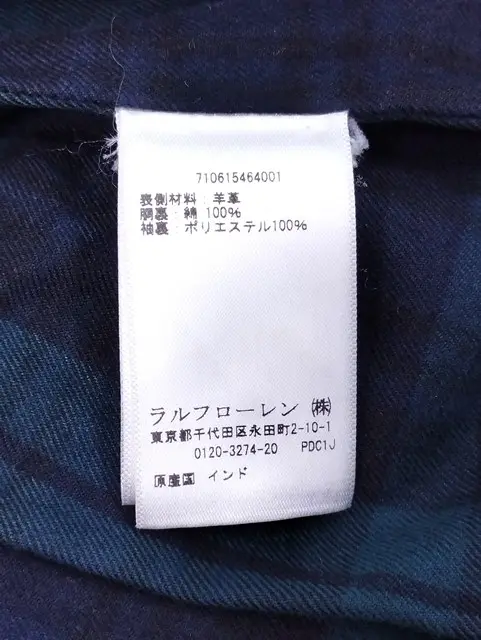 710615464001
表側材料：羊革
胴裏：綿 100%
袖裏：ポリエステル100%
ラルフローレン ㈱
東京都千代田区永田町2-10-1
0120-3274-20 PDC1J
原産国 インド